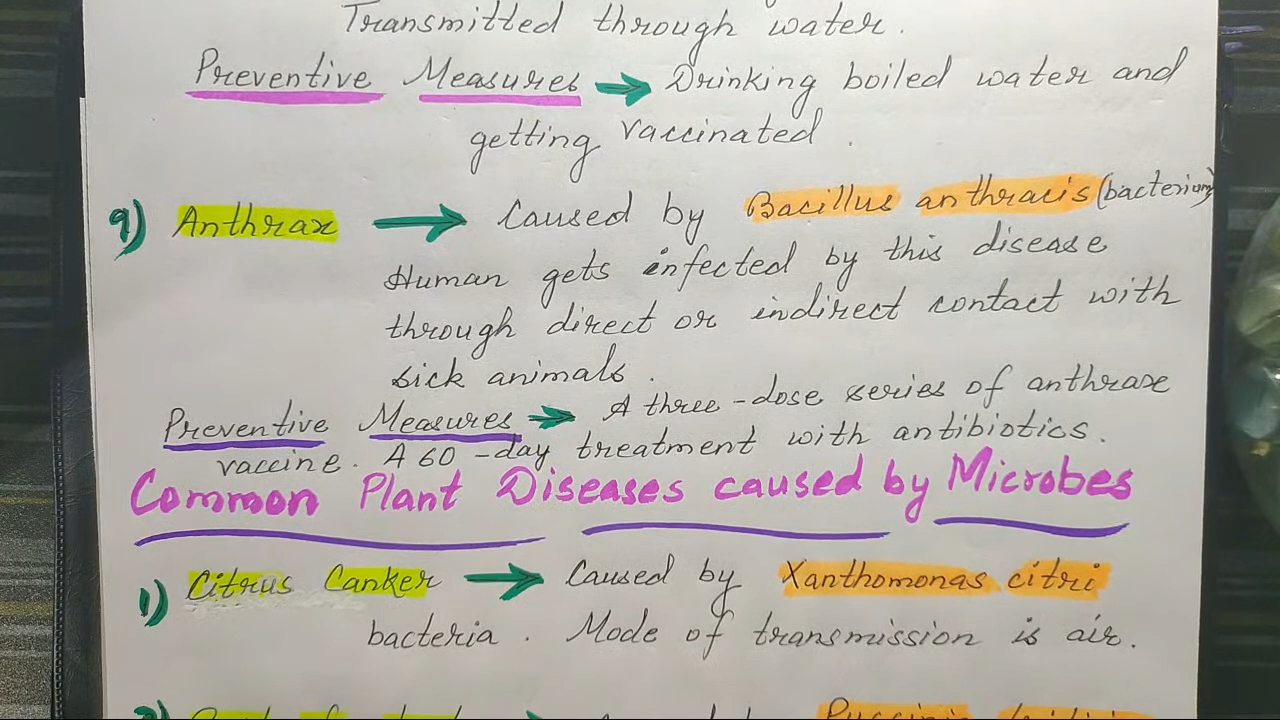 Transmitted through water.
Preventive Measures → Drinking boiled water and
getting vaccinated.
9) Anthrax → Caused by Bacillus anthracis (bacterium)
Human gets infected by this disease
through direct or indirect contact with
sick animals.
Preventive Measures → A three-dose series of anthrax
vaccine. A 60-day treatment with antibiotics.
Common Plant Diseases caused by Microbes
1) Citrus Canker → Caused by Xanthomonas citri
bacteria. Mode of transmission is air.